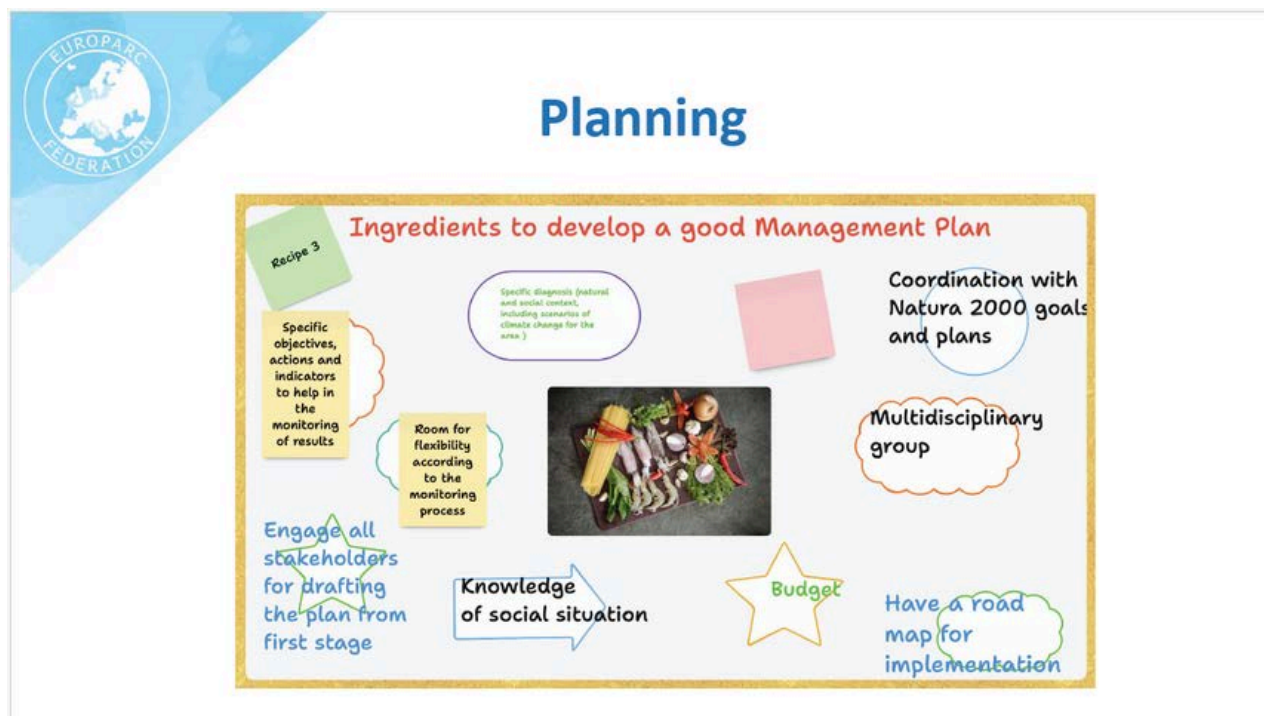 EUROPARC
FEDERATION
Planning
Ingredients to develop a good Management Plan
Recipe 3
Specific diagnosis (natural
and social context,
including scenarios of
climate change for the
area )
Coordination with
Natura 2000 goals
and plans
Specific
objectives,
actions and
indicators
to help in
the
monitoring
of results
Room for
flexibility
according
to the
monitoring
process
Multidisciplinary
group
Engage all
stakeholders
for drafting
the plan from
first stage
Knowledge
of social situation
Budget
Have a road
map for
implementation